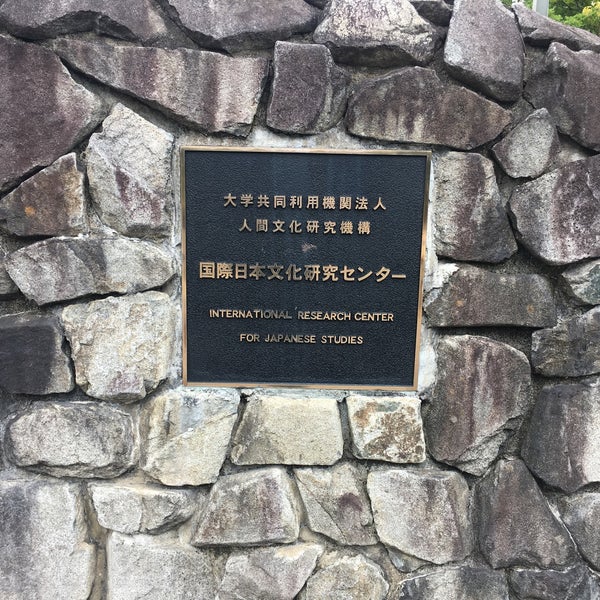 大学共同利用機関法人
人間文化研究機構
国際日本文化研究センター
INTERNATIONAL RESEARCH CENTER
FOR JAPANESE STUDIES